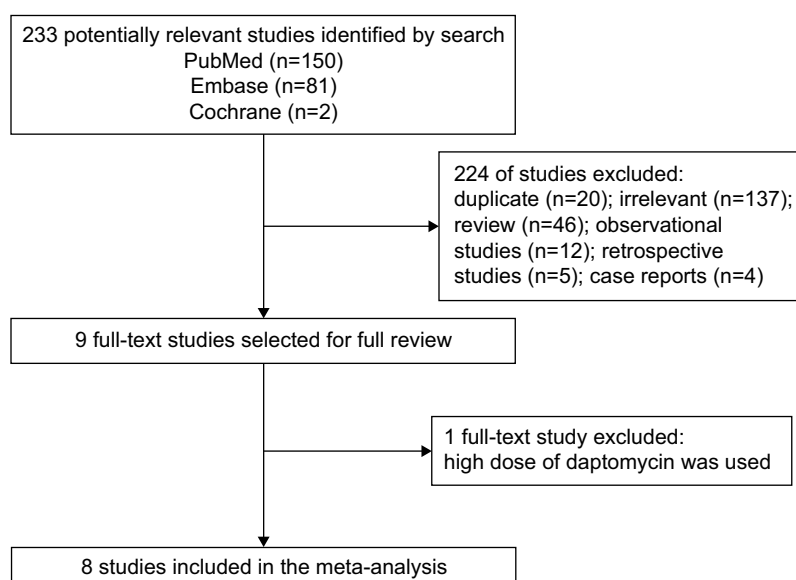 233 potentially relevant studies identified by search
PubMed (n=150)
Embase (n=81)
Cochrane (n=2)
224 of studies excluded:
duplicate (n=20); irrelevant (n=137);
review (n=46); observational
studies (n=12); retrospective
studies (n=5); case reports (n=4)
9 full-text studies selected for full review
1 full-text study excluded:
high dose of daptomycin was used
8 studies included in the meta-analysis